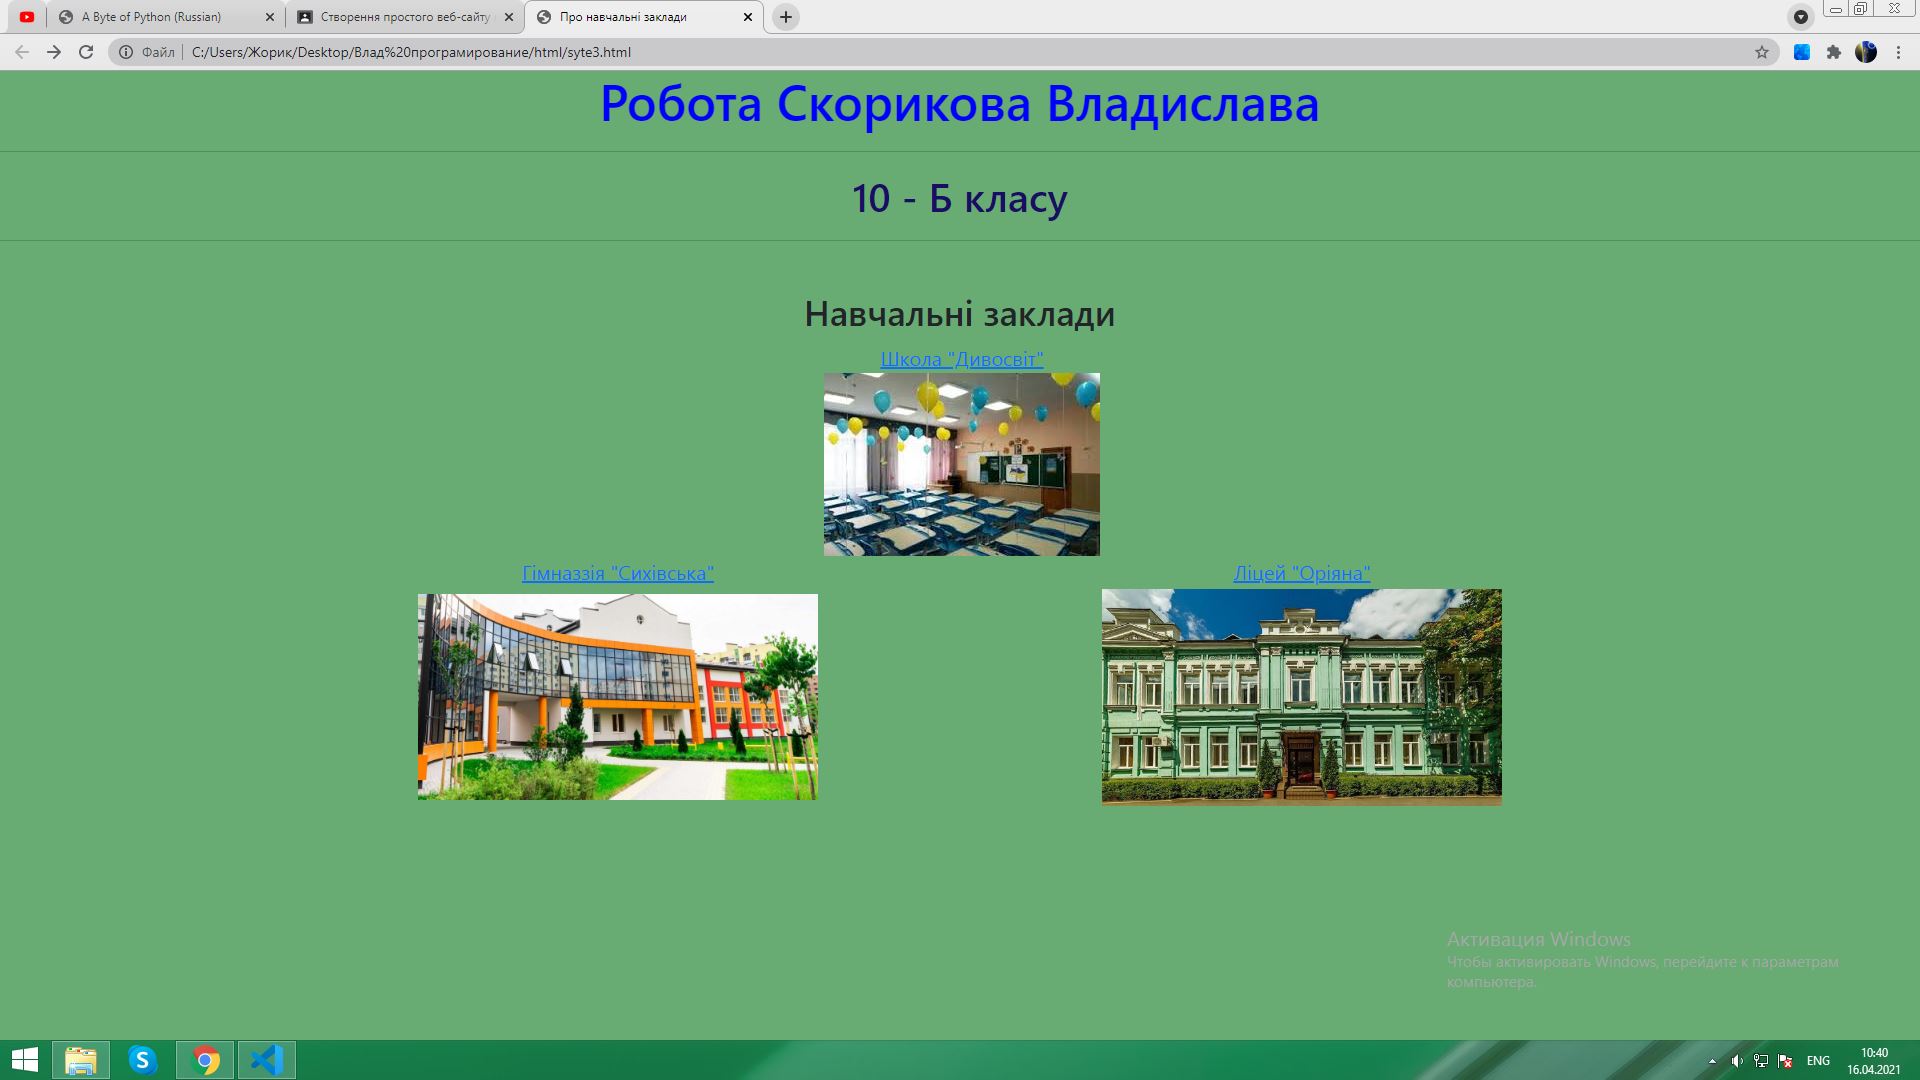 A Byte of Python (Russian)
Створення простого веб-сайту
Про навчальні заклади
Файл
C:/Users/Жорик/Desktop/Влад%20програмирование/html/syte3.html
Робота Скорикова Владислава
10 - Б класу
Навчальні заклади
Школа "Дивосвіт"
Гімназзія "Сихівська"
Ліцей "Оріяна"
Активация Windows
Чтобы активировать Windows, перейдите к параметрам
компьютера.
ENG
10:40
16.04.2021